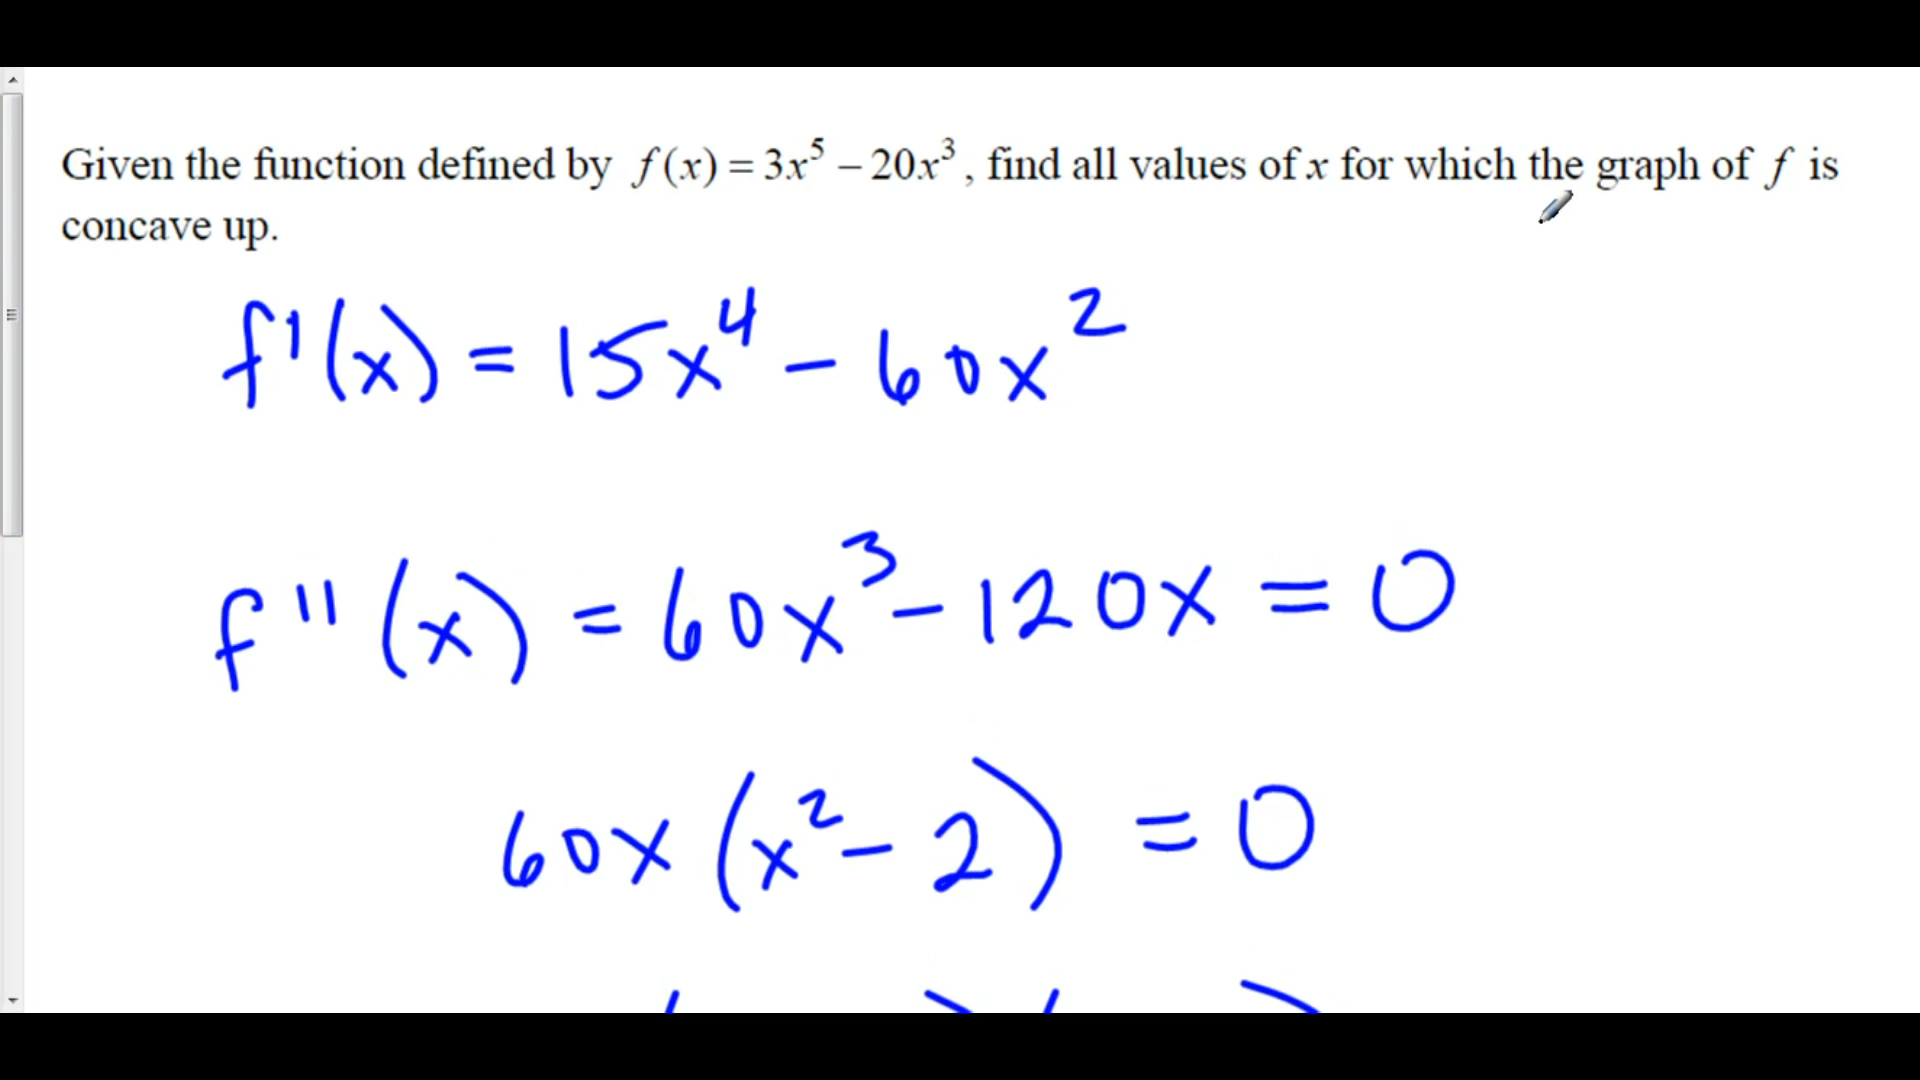 Given the function defined by f(x) = 3x⁵ − 20x³, find all values of x for which the graph of f is
concave up.
f'(x) = 15x⁴ − 60x²
f''(x) = 60x³ − 120x = 0
60x (x² − 2) = 0